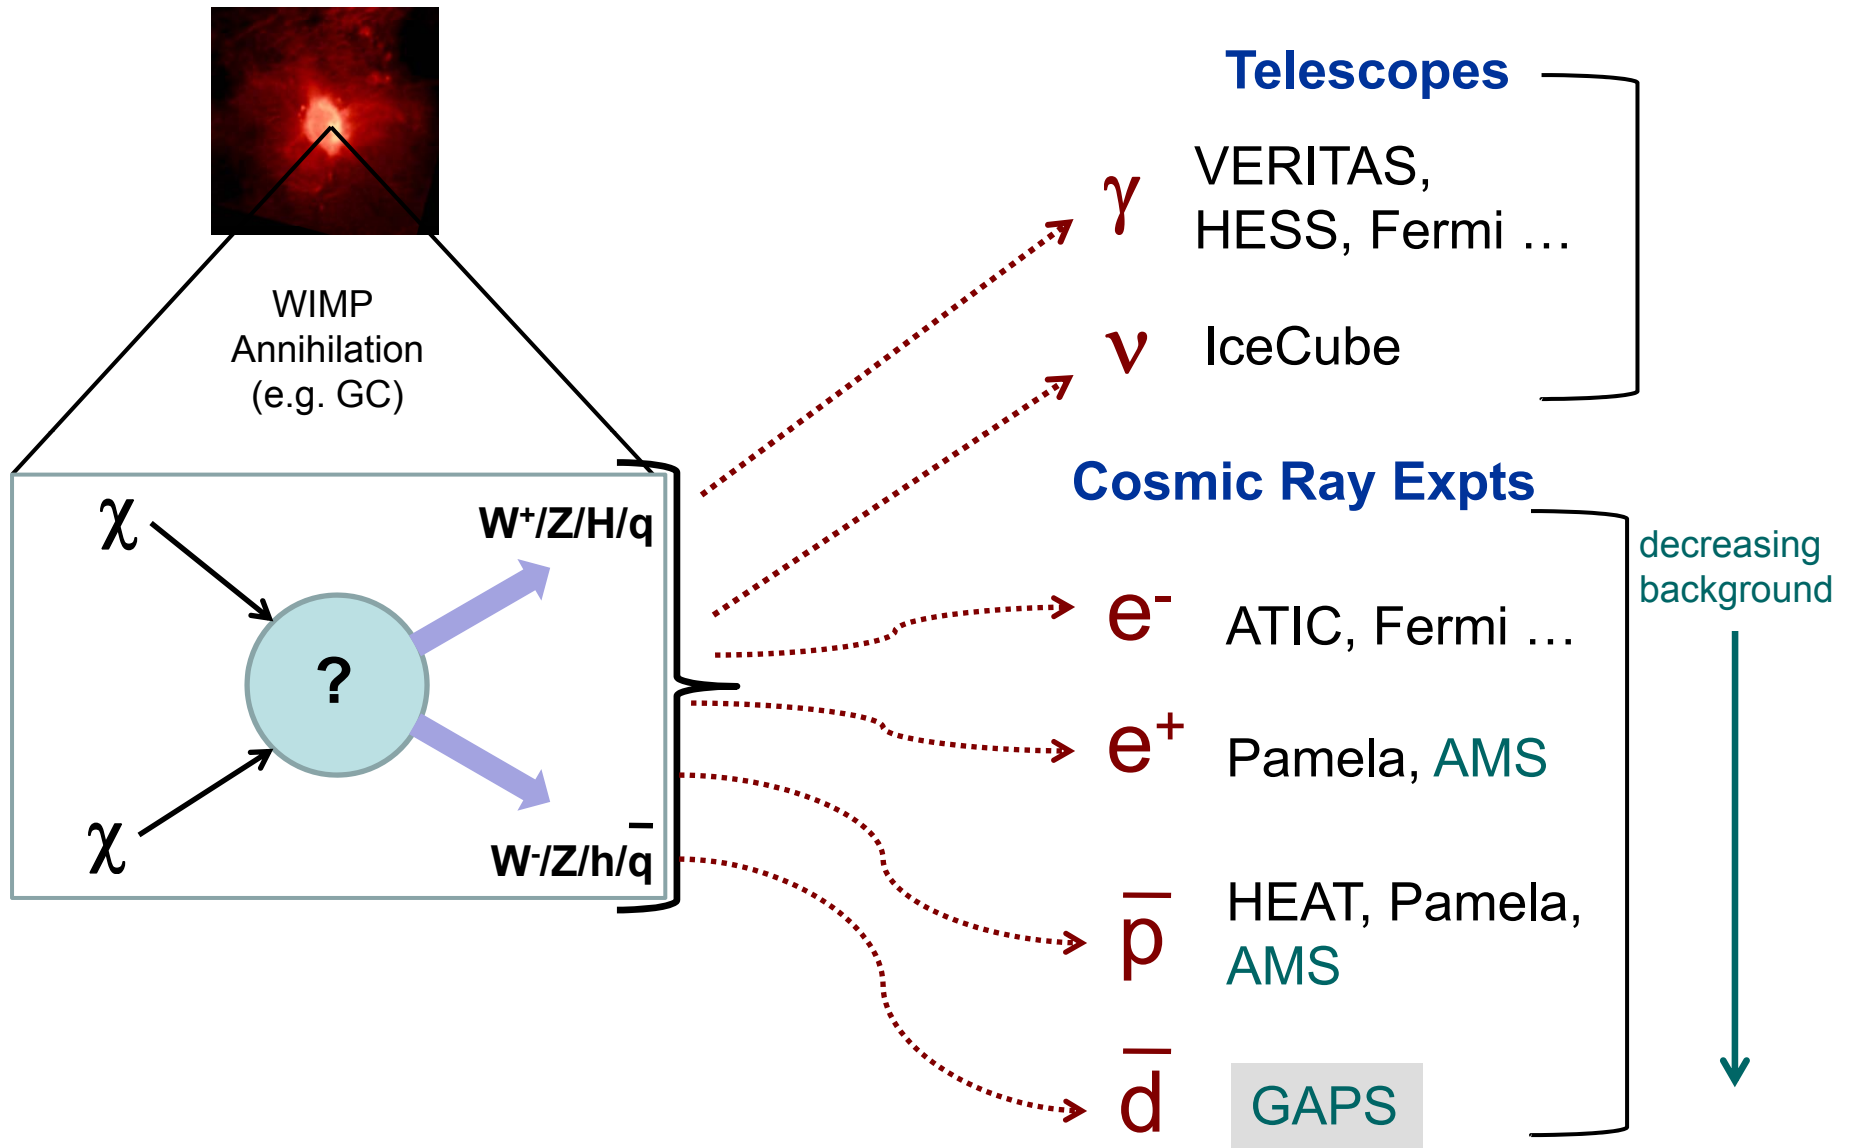 WIMP
Annihilation
(e.g. GC)
χ
χ
?
W⁺/Z/H/q
W⁻/Z/h/q̅
Telescopes
γ VERITAS,
HESS, Fermi …
ν IceCube
Cosmic Ray Expts
e⁻ ATIC, Fermi …
e⁺ Pamela, AMS
p̅ HEAT, Pamela,
AMS
d̅ GAPS
decreasing
background